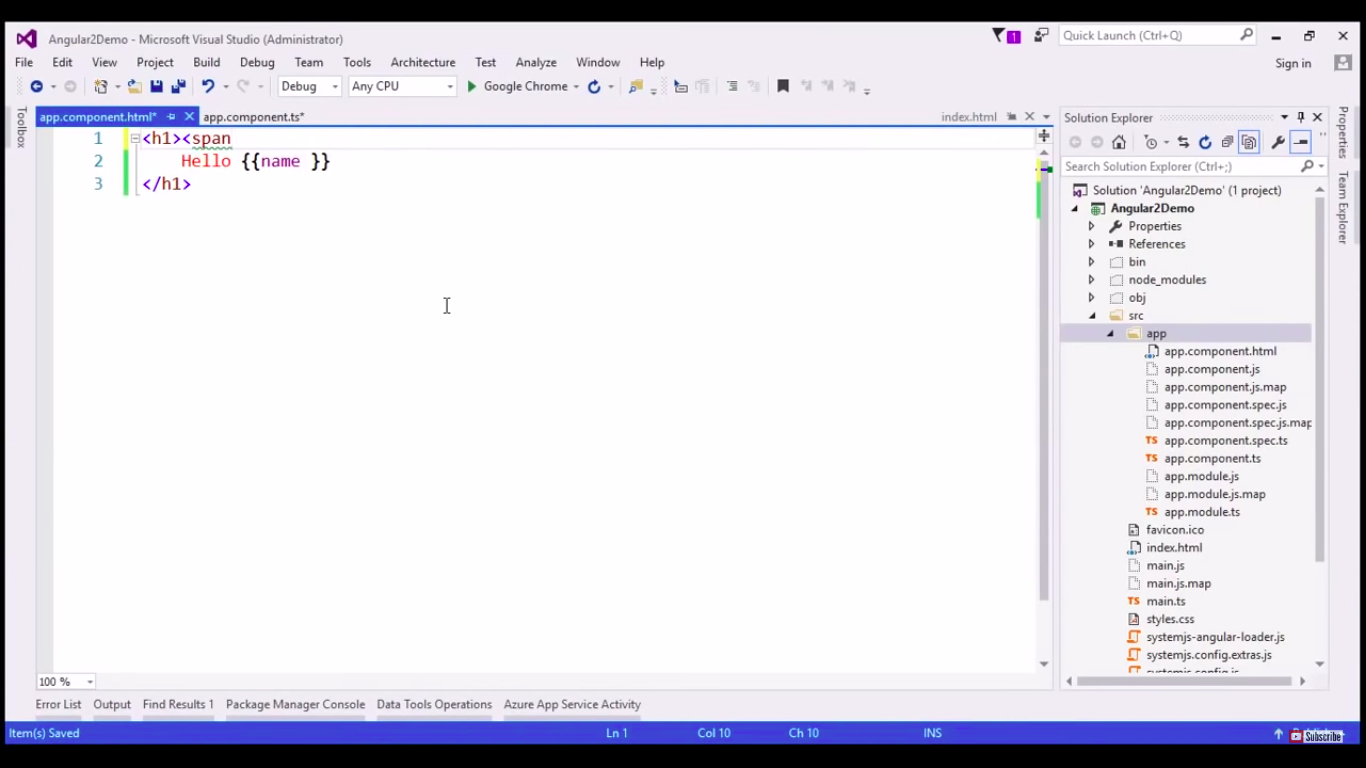 Angular2Demo - Microsoft Visual Studio (Administrator)
1
Quick Launch (Ctrl+Q)
File Edit View Project Build Debug Team Tools Architecture Test Analyze Window Help
Sign in
Debug Any CPU Google Chrome
Toolbox
app.component.html* app.component.ts* index.html
1 <h1><span
2 Hello {{name }}
3 </h1>
100 %
Solution Explorer
Search Solution Explorer (Ctrl+;)
Solution 'Angular2Demo' (1 project)
Angular2Demo
Properties
References
bin
node_modules
obj
src
app
app.component.html
app.component.js
app.component.js.map
app.component.spec.js
app.component.spec.js.map
app.component.spec.ts
app.component.ts
app.module.js
app.module.js.map
app.module.ts
favicon.ico
index.html
main.js
main.js.map
main.ts
styles.css
systemjs-angular-loader.js
systemjs.config.extras.js
systemjs.config.js
Properties
Team Explorer
Error List Output Find Results 1 Package Manager Console Data Tools Operations Azure App Service Activity
Item(s) Saved Ln 1 Col 10 Ch 10 INS
Subscribe